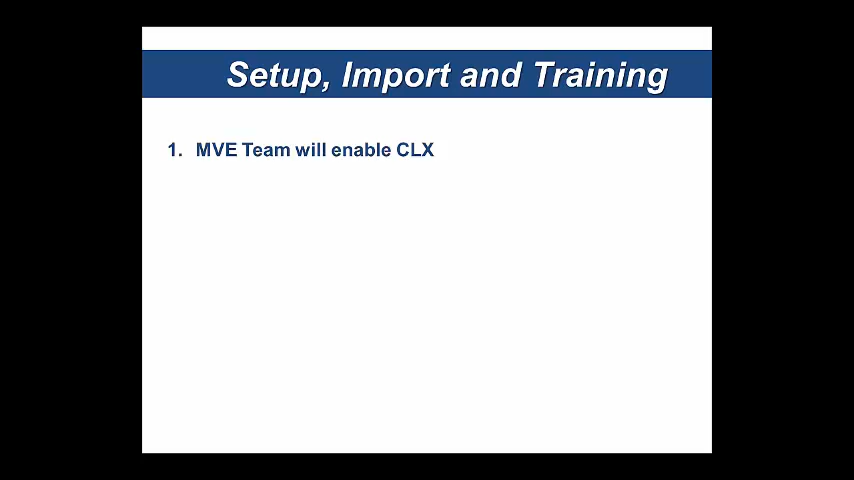 Setup, Import and Training
1. MVE Team will enable CLX